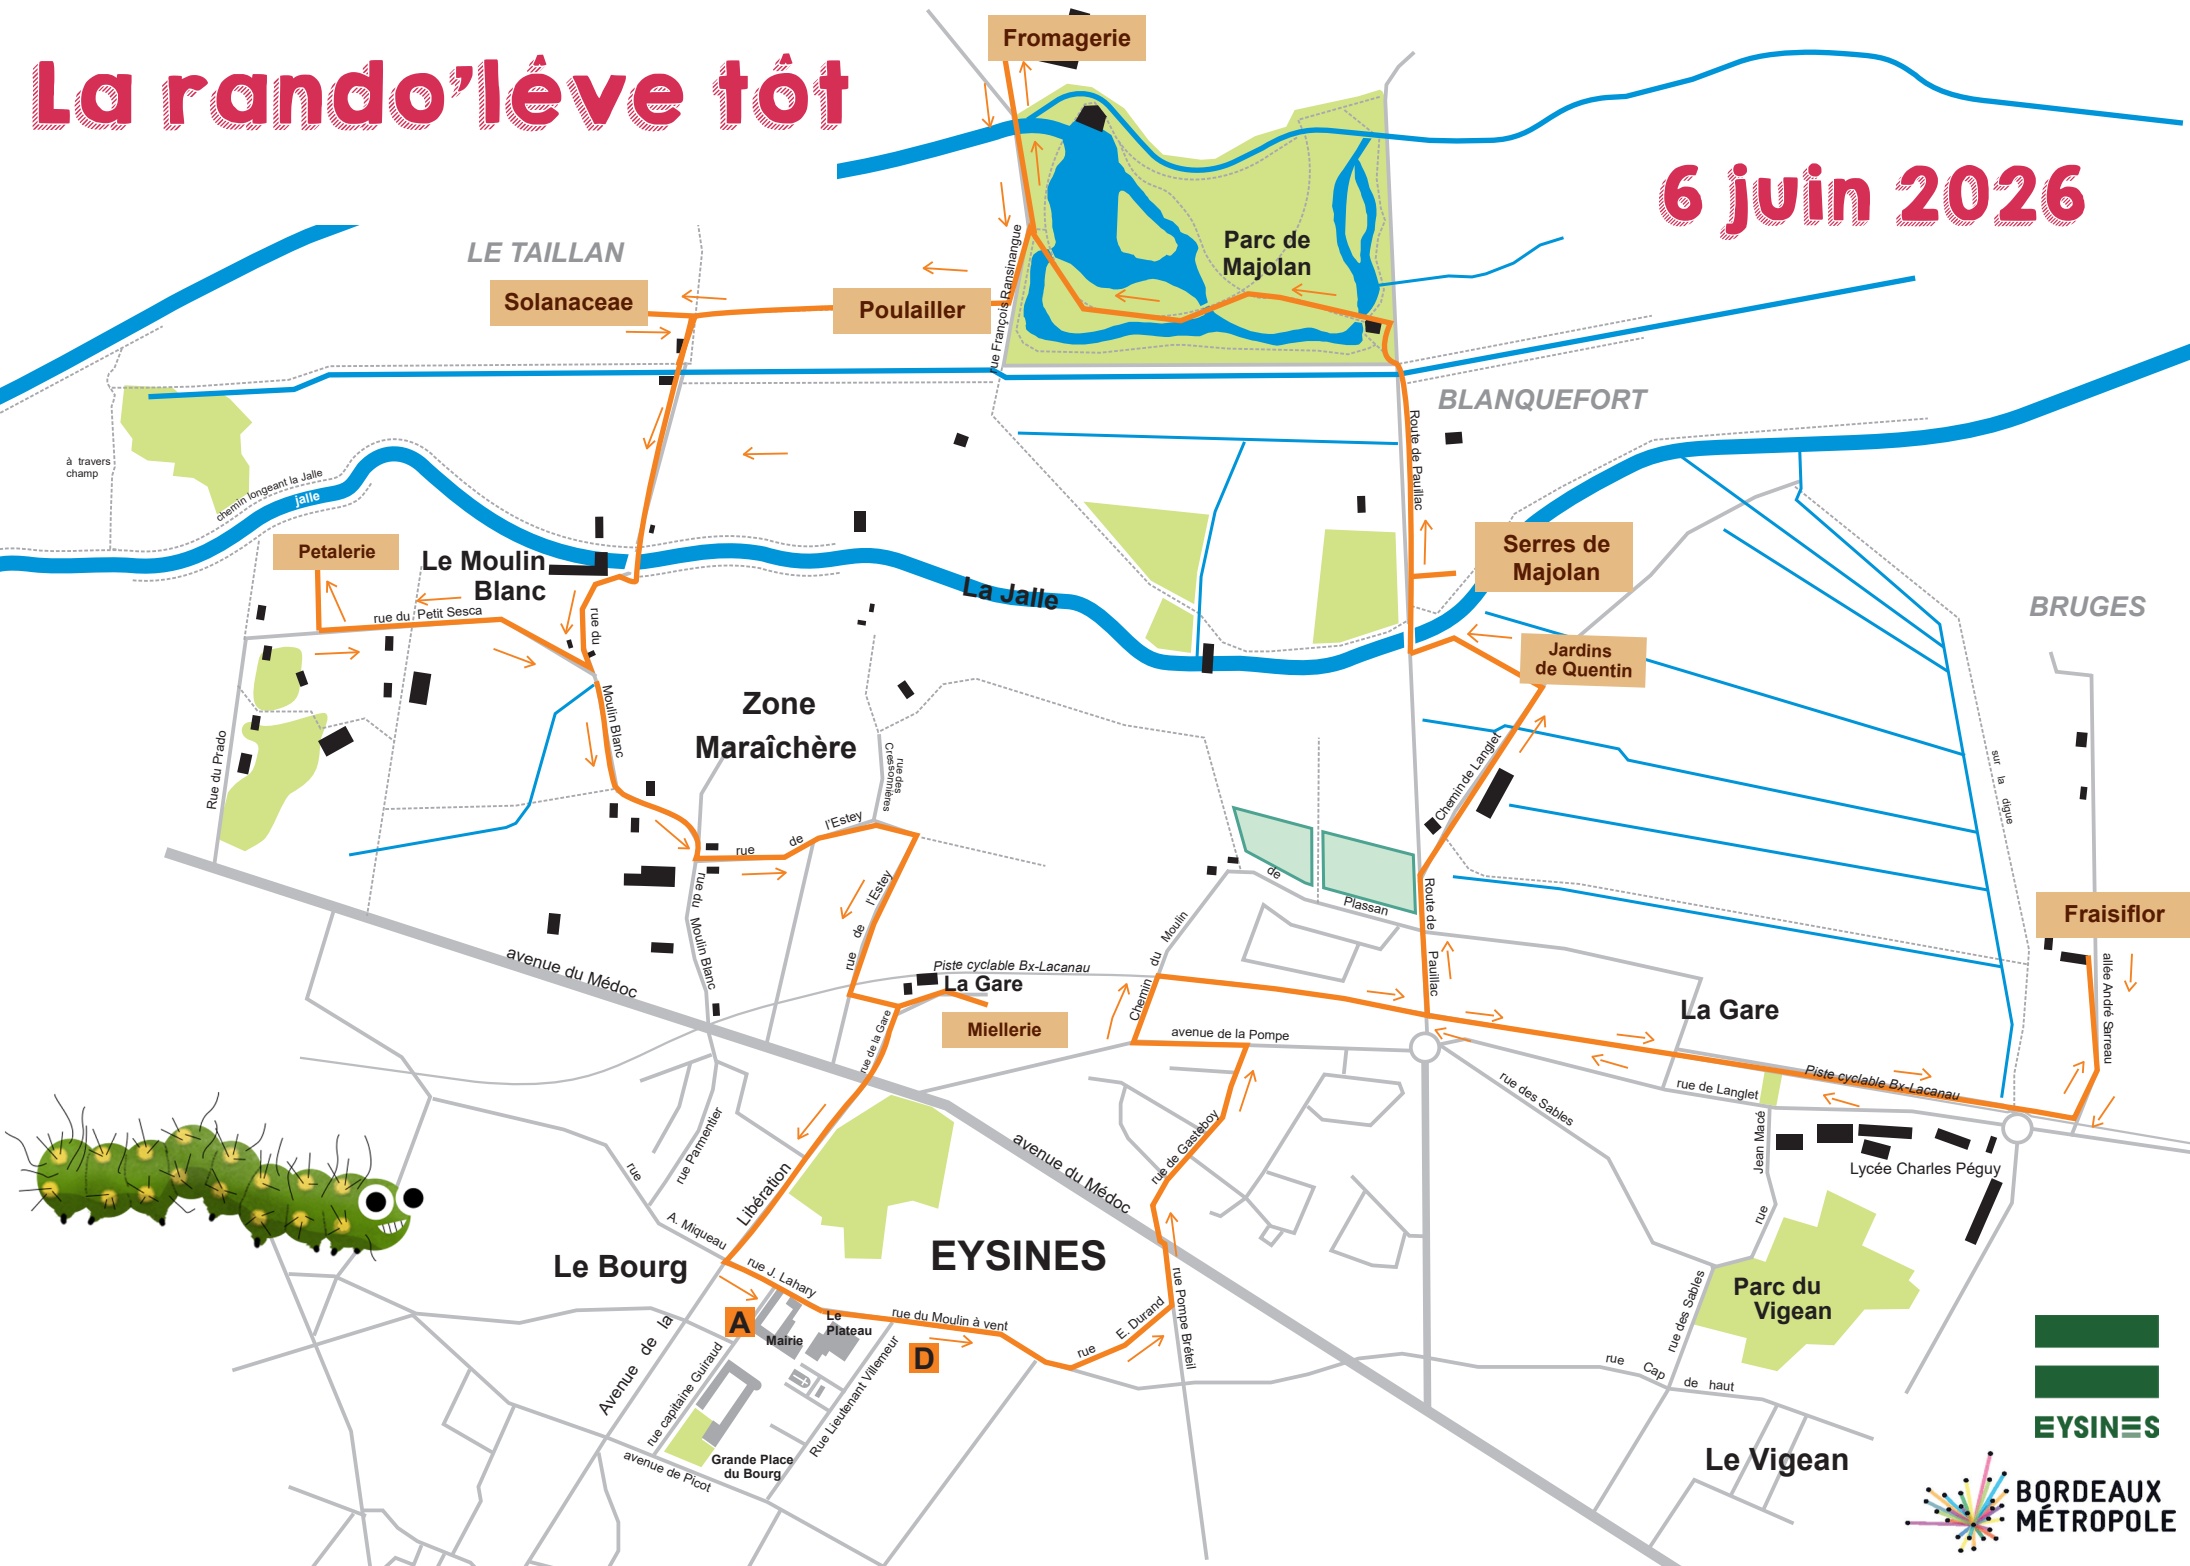 La rando'lève tôt
6 juin 2026
Fromagerie
LE TAILLAN
Solanaceae
Poulailler
rue François Ransinangue
Parc de
Majolan
BLANQUEFORT
Route de Pauillac
à travers
champ
chemin longeant la Jalle
jalle
Petalerie
Le Moulin
Blanc
rue du Petit Sesca
rue du
Moulin Blanc
La Jalle
Serres de
Majolan
Jardins
de Quentin
BRUGES
Zone
Maraîchère
Rue du Prado
rue des
Cressonnières
Chemin de Langlet
sur la digue
rue de l'Estey
rue de l'Estey
rue du Moulin Blanc
avenue du Médoc
Piste cyclable Bx-Lacanau
La Gare
Miellerie
rue de la Gare
Chemin du Moulin
de Plassan
Route de Pauillac
avenue de la Pompe
La Gare
Fraisiflor
allée André Sarreau
Piste cyclable Bx-Lacanau
rue de Langlet
rue des Sables
rue Jean Macé
Lycée Charles Péguy
rue Parmentier
rue A. Miqueau
Avenue de la Libération
avenue du Médoc
rue de Gasteboy
Le Bourg
EYSINES
rue J. Lahary
A
Mairie
Le
Plateau
rue du Moulin à vent
D
rue E. Durand
rue Pompe Bréteil
rue capitaine Guiraud
Rue Lieutenant Villemeur
Grande Place
du Bourg
avenue de Picot
Parc du
Vigean
rue des Sables
rue Cap de haut
Le Vigean
EYSINES
BORDEAUX
MÉTROPOLE